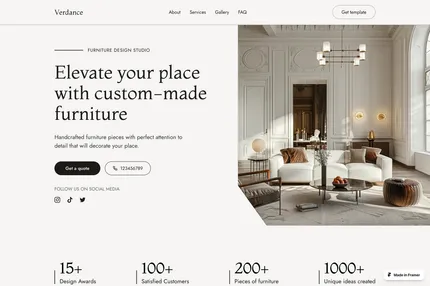 Verdance
About Services Gallery FAQ
Get template
FURNITURE DESIGN STUDIO
Elevate your place
with custom-made
furniture
Handcrafted furniture pieces with perfect attention to
detail that will decorate your place.
Get a quote
123456789
FOLLOW US ON SOCIAL MEDIA
15+
Design Awards
100+
Satisfied Customers
200+
Pieces of furniture
1000+
Unique ideas created
Made in Framer